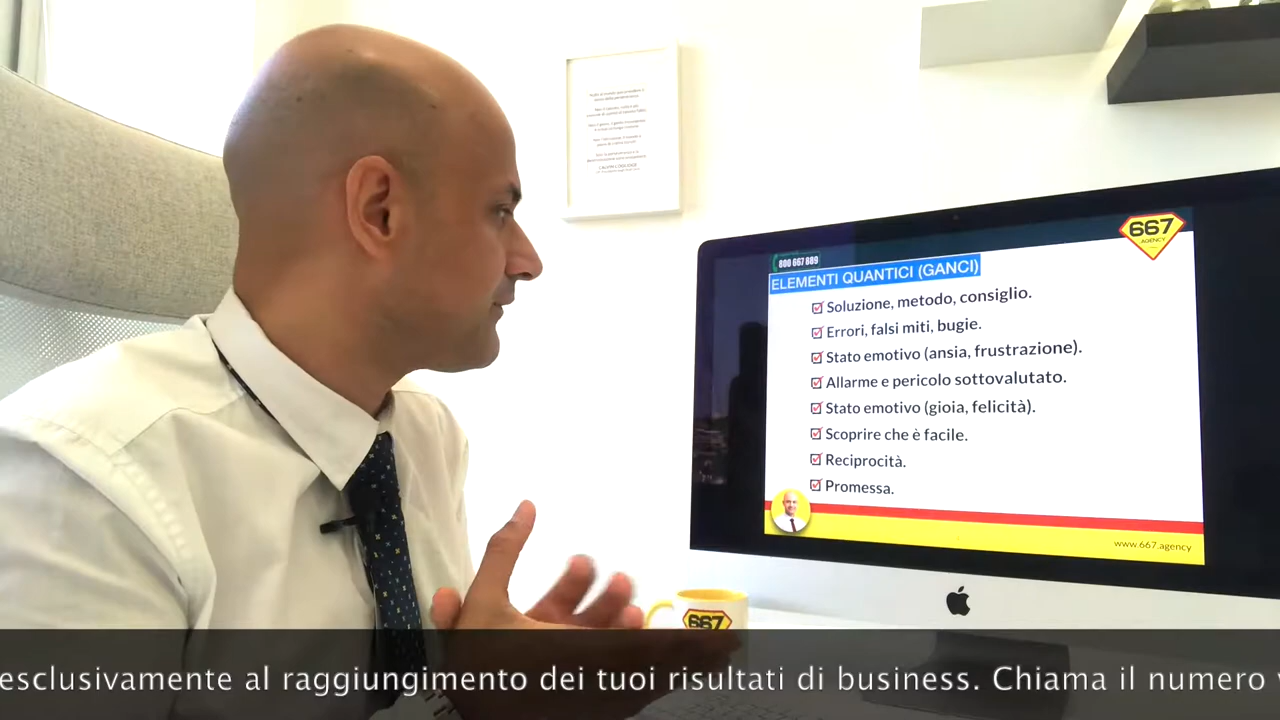 667
AGENCY
800 667 889
ELEMENTI QUANTICI (GANCI)
Soluzione, metodo, consiglio.
Errori, falsi miti, bugie.
Stato emotivo (ansia, frustrazione).
Allarme e pericolo sottovalutato.
Stato emotivo (gioia, felicità).
Scoprire che è facile.
Reciprocità.
Promessa.
www.667.agency
667
esclusivamente al raggiungimento dei tuoi risultati di business. Chiama il numero